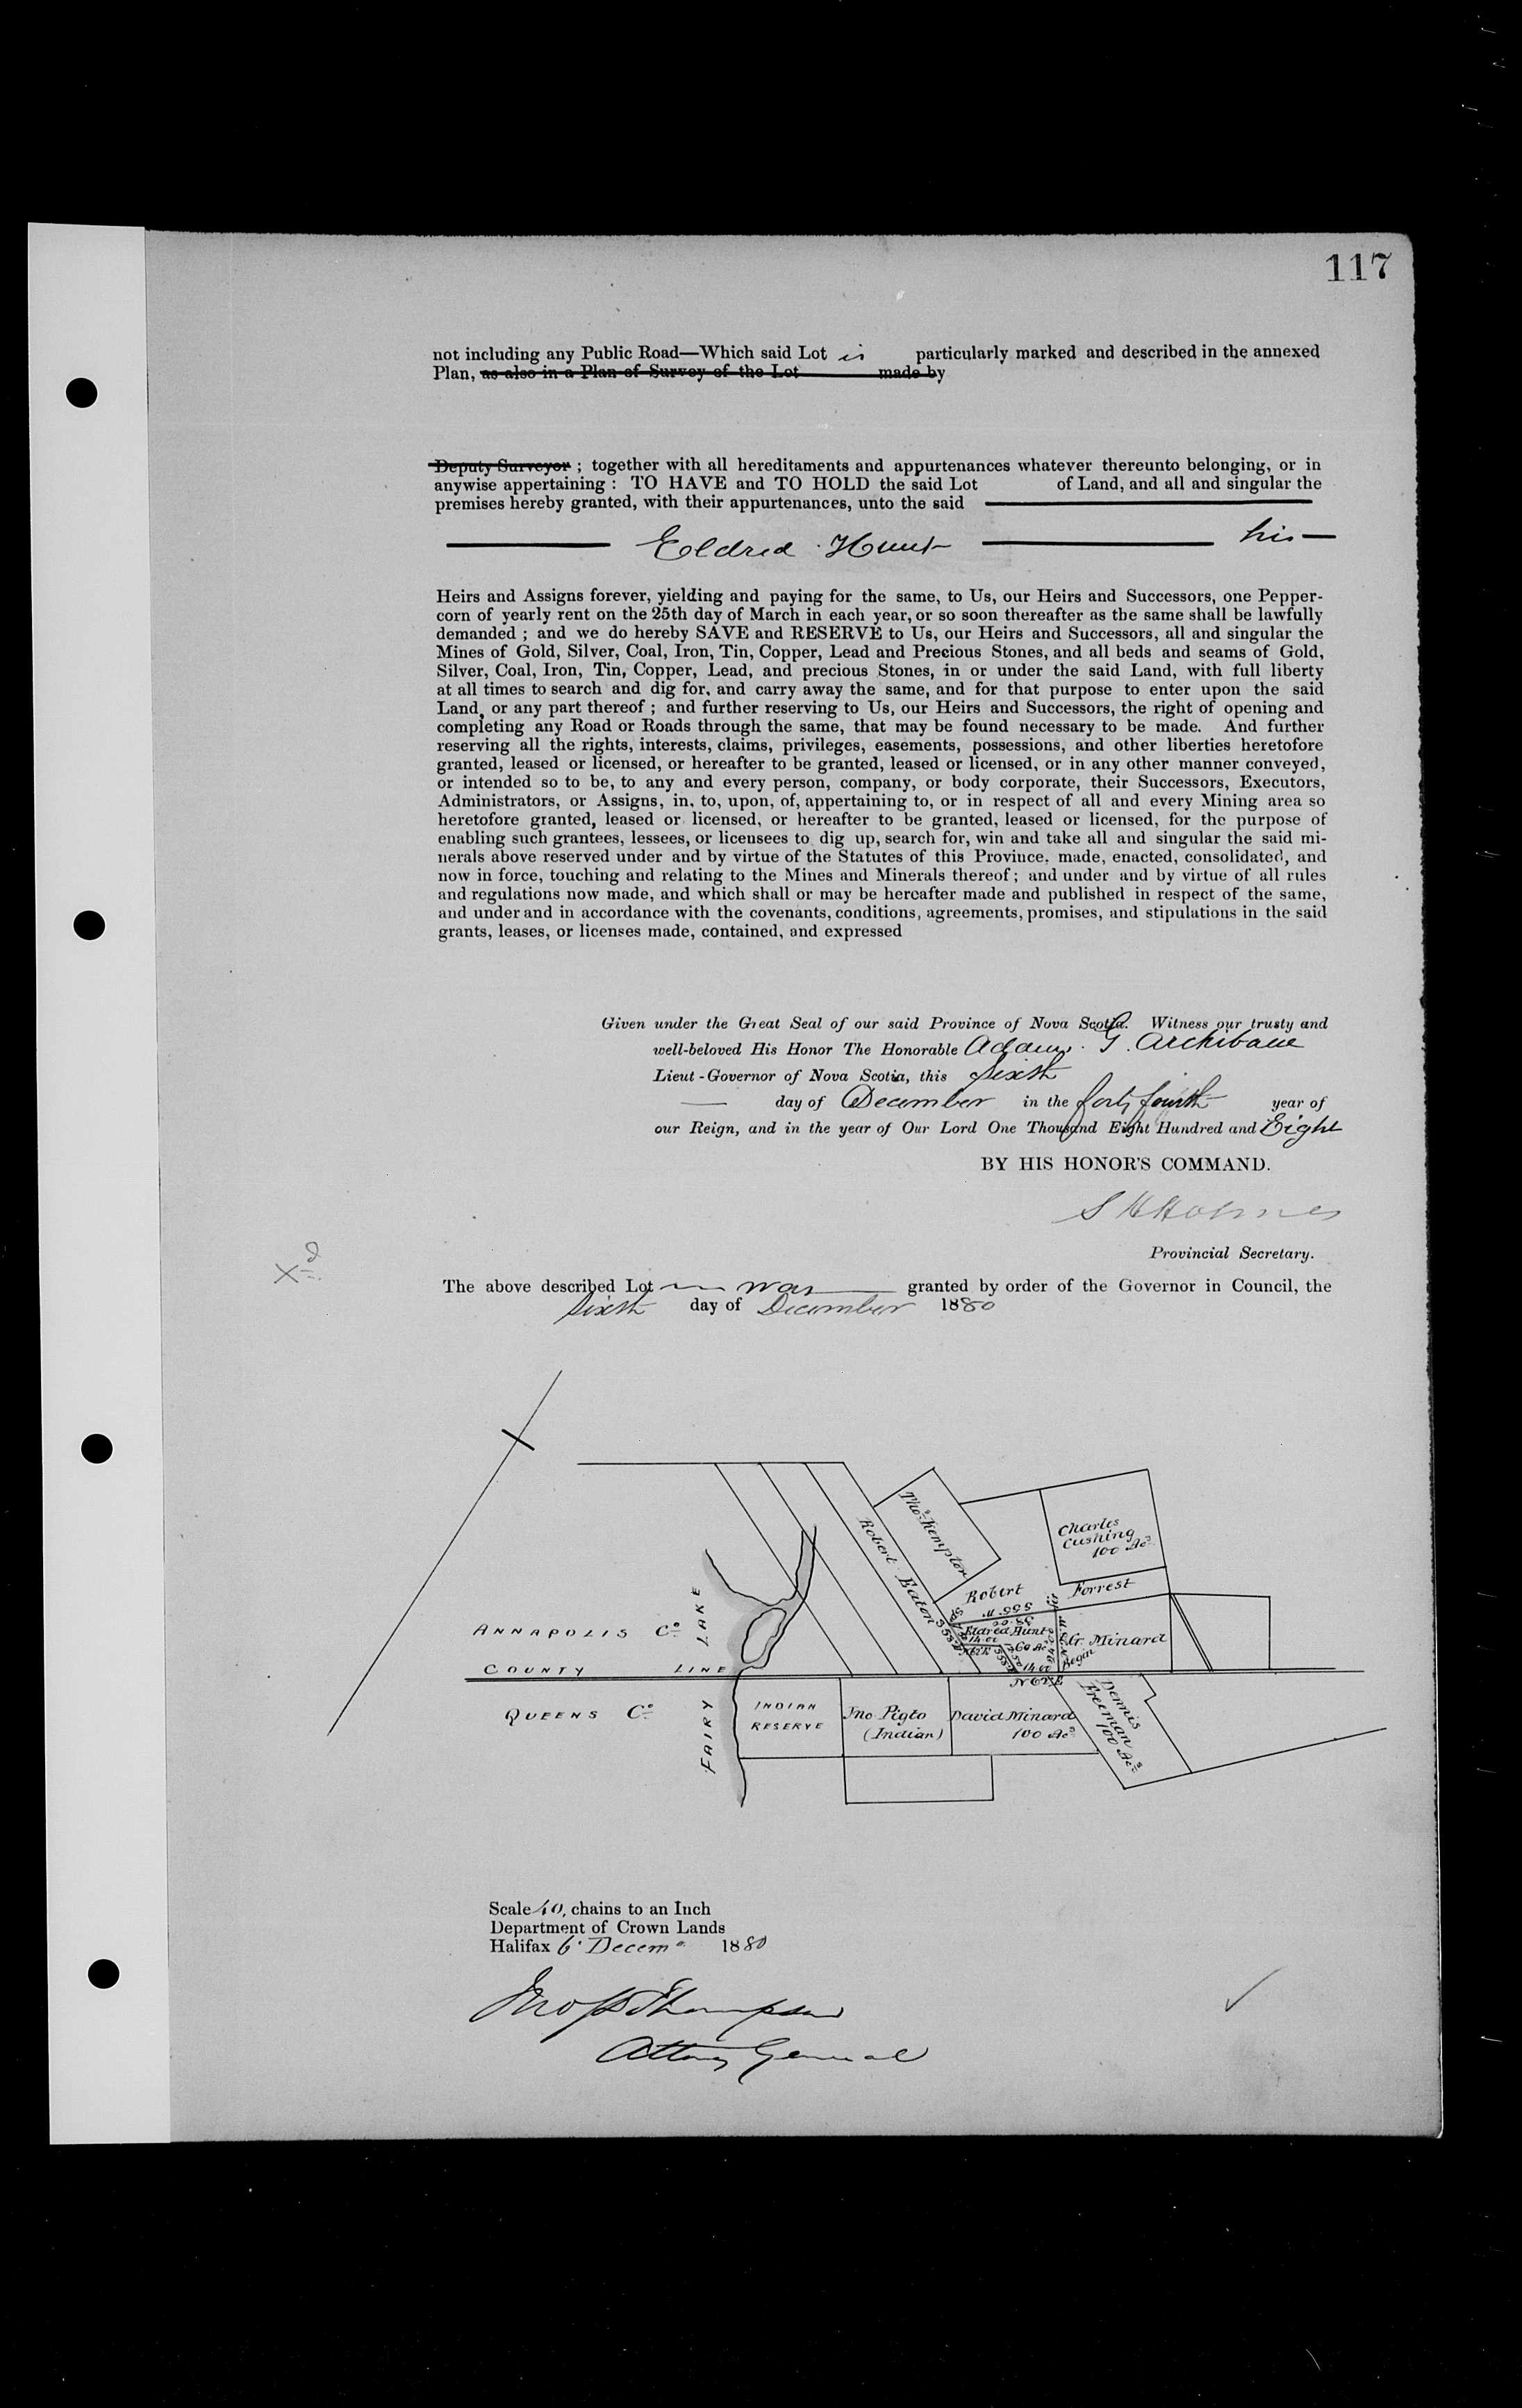 117
not including any Public Road—Which said Lot is particularly marked and described in the annexed
Plan, as also in a Plan of Survey of the Lot made by
Deputy Surveyor ; together with all hereditaments and appurtenances whatever thereunto belonging, or in
anywise appertaining : TO HAVE and TO HOLD the said Lot of Land, and all and singular the
premises hereby granted, with their appurtenances, unto the said
Eldred Hunt his
Heirs and Assigns forever, yielding and paying for the same, to Us, our Heirs and Successors, one Pepper-
corn of yearly rent on the 25th day of March in each year, or so soon thereafter as the same shall be lawfully
demanded ; and we do hereby SAVE and RESERVE to Us, our Heirs and Successors, all and singular the
Mines of Gold, Silver, Coal, Iron, Tin, Copper, Lead and Precious Stones, and all beds and seams of Gold,
Silver, Coal, Iron, Tin, Copper, Lead, and precious Stones, in or under the said Land, with full liberty
at all times to search and dig for, and carry away the same, and for that purpose to enter upon the said
Land, or any part thereof ; and further reserving to Us, our Heirs and Successors, the right of opening and
completing any Road or Roads through the same, that may be found necessary to be made. And further
reserving all the rights, interests, claims, privileges, easements, possessions, and other liberties heretofore
granted, leased or licensed, or hereafter to be granted, leased or licensed, or in any other manner conveyed,
or intended so to be, to any and every person, company, or body corporate, their Successors, Executors,
Administrators, or Assigns, in, to, upon, of, appertaining to, or in respect of all and every Mining area so
heretofore granted, leased or licensed, or hereafter to be granted, leased or licensed, for the purpose of
enabling such grantees, lessees, or licensees to dig up, search for, win and take all and singular the said mi-
nerals above reserved under and by virtue of the Statutes of this Province, made, enacted, consolidated, and
now in force, touching and relating to the Mines and Minerals thereof ; and under and by virtue of all rules
and regulations now made, and which shall or may be hereafter made and published in respect of the same,
and under and in accordance with the covenants, conditions, agreements, promises, and stipulations in the said
grants, leases, or licenses made, contained, and expressed
Given under the Great Seal of our said Province of Nova Scotia. Witness our trusty and
well-beloved His Honor The Honorable Adams. G. Archibald
Lieut-Governor of Nova Scotia, this Sixth
day of December in the forty fourth year of
our Reign, and in the year of Our Lord One Thousand Eight Hundred and Eight
BY HIS HONOR'S COMMAND.
S H Holmes
Provincial Secretary.
Xd
The above described Lot was granted by order of the Governor in Council, the
Sixth day of December 1880
Thos. Kempton
Robert Eaton
Charles
Cushing
100 Acs
Robert Forrest
S 65° W
38.00
Eldred Hunt
60 Acs
14.00
14.00
N 62° E
Begin
G. Minard
ANNAPOLIS Co.
COUNTY LINE
QUEENS Co.
FAIRY LAKE
INDIAN
RESERVE
Jno Pigto
(Indian)
David Minard
100 Acs
Dennis
Freeman
100 Acs
Scale 40, chains to an Inch
Department of Crown Lands
Halifax 6. Decemr 1880
Jno S D Thompson
Attorney General